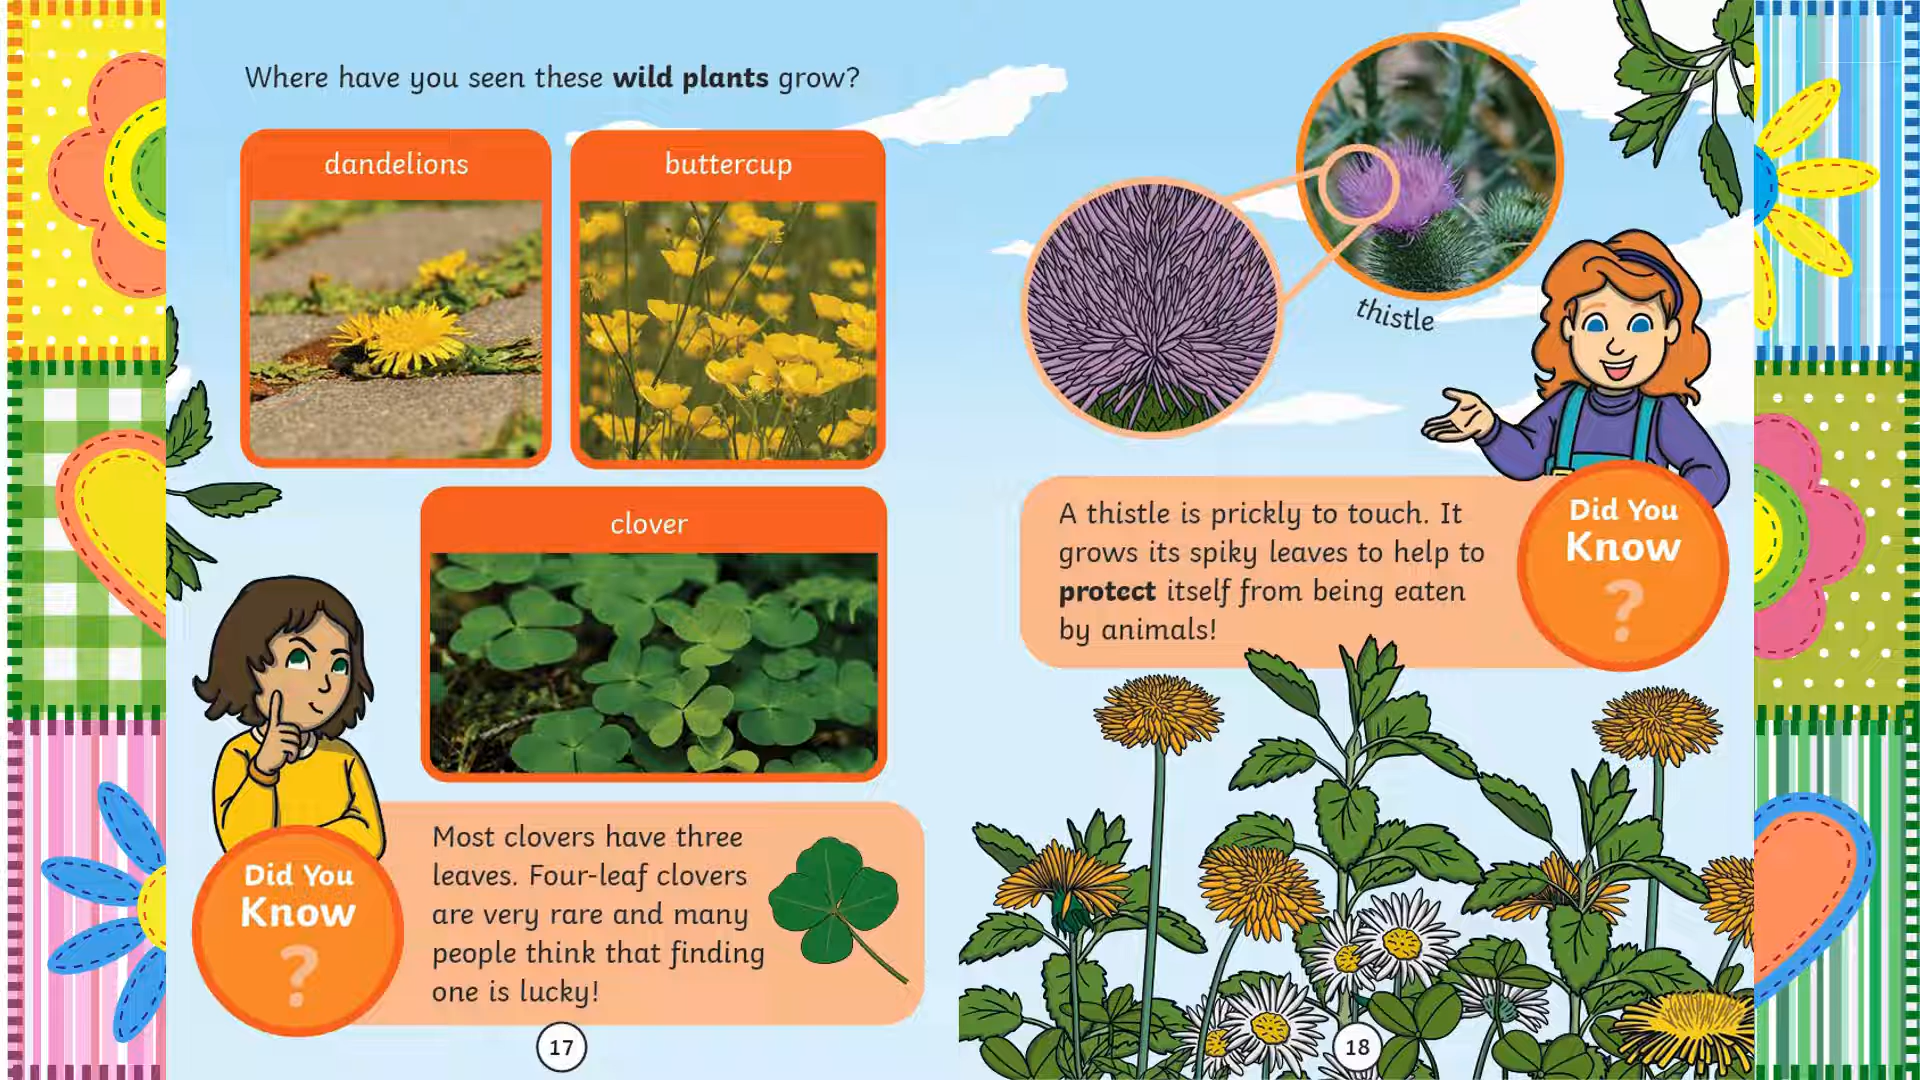 Where have you seen these wild plants grow?
dandelions
buttercup
clover
Did You
Know
?
Most clovers have three
leaves. Four-leaf clovers
are very rare and many
people think that finding
one is lucky!
17
thistle
A thistle is prickly to touch. It
grows its spiky leaves to help to
protect itself from being eaten
by animals!
Did You
Know
?
18